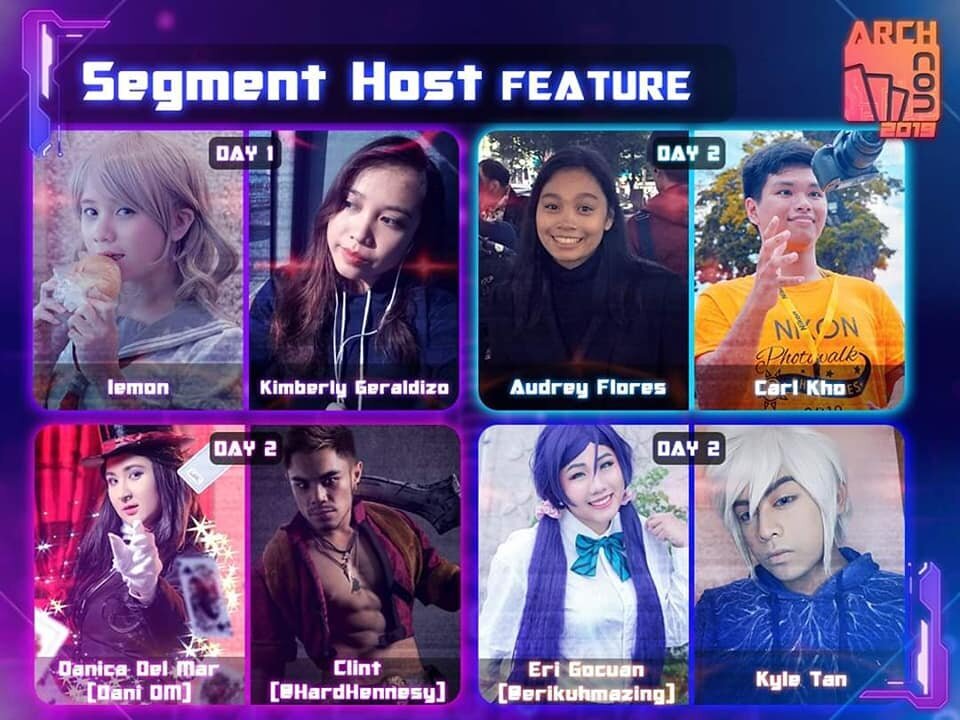 Segment Host FEATURE
ARCH
CON
2019
DAY 1
lemon
Kimberly Geraldizo
DAY 2
Audrey Flores
Carl Kho
NIKON
Photowalk
DAY 2
Danica Del Mar
[Dani DM]
Clint
[@HardHennesy]
DAY 2
Eri Gocuan
[@erikuhmazing]
Kyle Tan